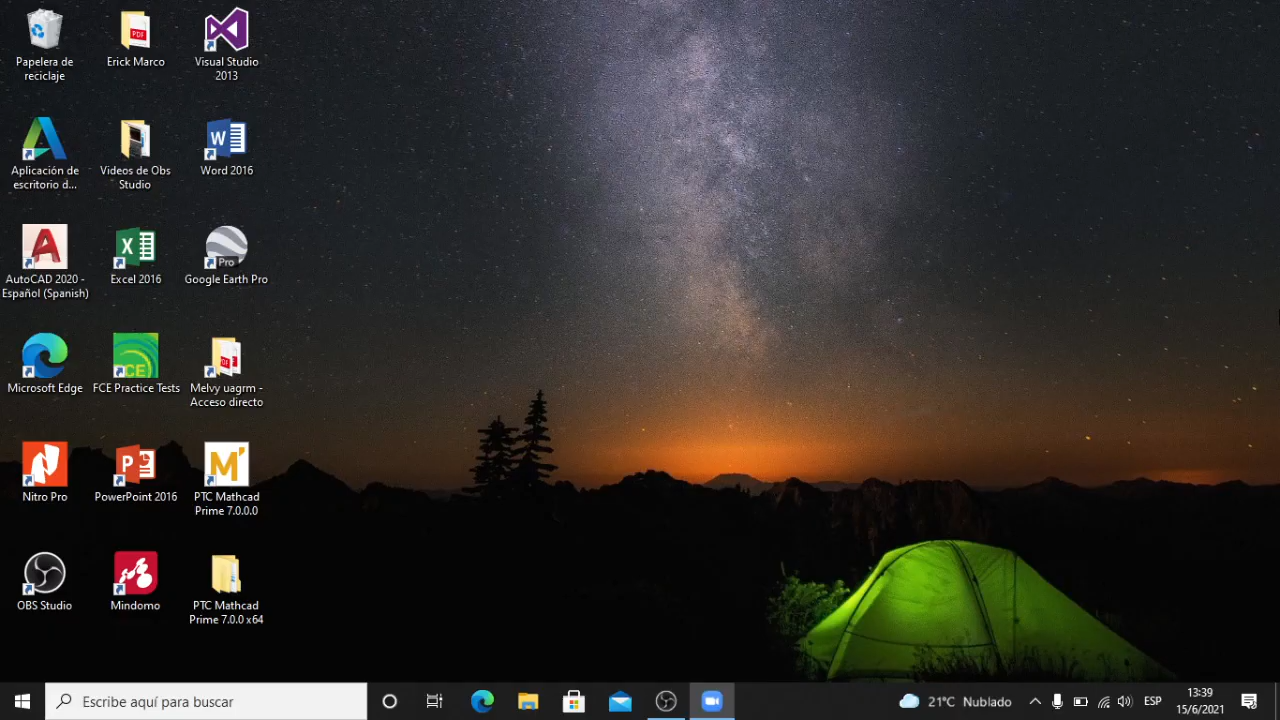 Papelera de
reciclaje
Erick Marco
Visual Studio
2013
Aplicación de
escritorio d...
Videos de Obs
Studio
Word 2016
AutoCAD 2020 -
Español (Spanish)
Excel 2016
Google Earth Pro
Microsoft Edge
FCE Practice Tests
Melvy uagrm -
Acceso directo
Nitro Pro
PowerPoint 2016
PTC Mathcad
Prime 7.0.0.0
OBS Studio
Mindomo
PTC Mathcad
Prime 7.0.0 x64
Escribe aquí para buscar
21°C Nublado
ESP
13:39
15/6/2021